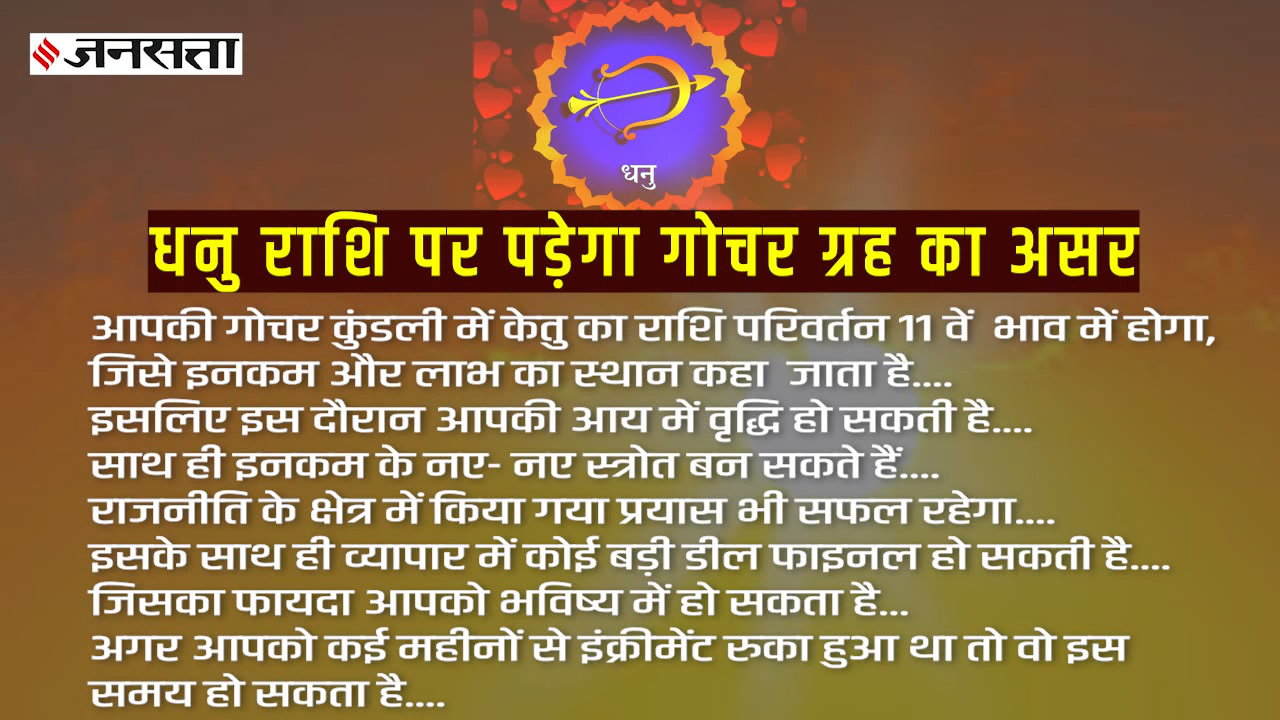 जनसत्ता
धनु
धनु राशि पर पड़ेगा गोचर ग्रह का असर
आपकी गोचर कुंडली में केतु का राशि परिवर्तन 11 वें भाव में होगा,
जिसे इनकम और लाभ का स्थान कहा जाता है....
इसलिए इस दौरान आपकी आय में वृद्धि हो सकती है....
साथ ही इनकम के नए- नए स्त्रोत बन सकते हैं....
राजनीति के क्षेत्र में किया गया प्रयास भी सफल रहेगा....
इसके साथ ही व्यापार में कोई बड़ी डील फाइनल हो सकती है....
जिसका फायदा आपको भविष्य में हो सकता है...
अगर आपको कई महीनों से इंक्रीमेंट रुका हुआ था तो वो इस
समय हो सकता है....